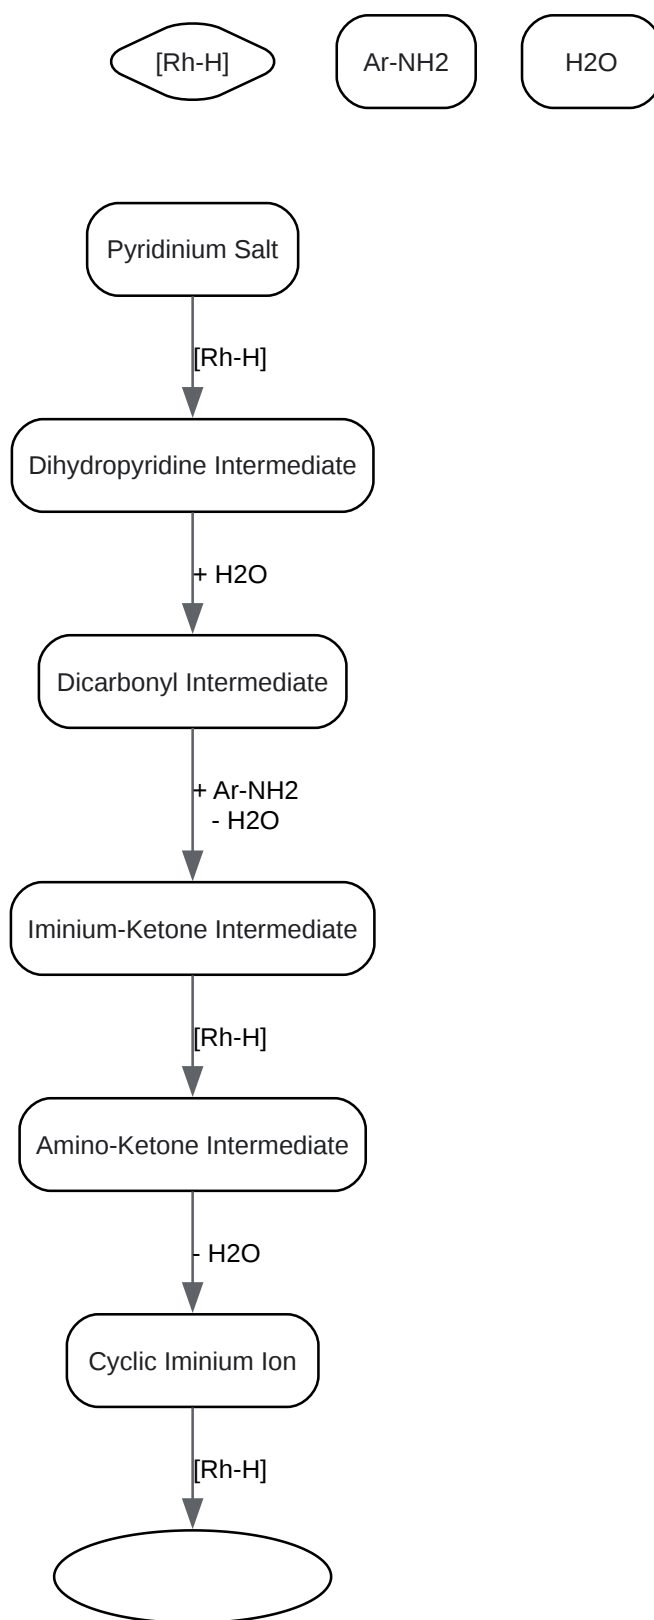 [Rh-H]
Ar-NH2
H2O
Pyridinium Salt
[Rh-H]
Dihydropyridine Intermediate
+ H2O
Dicarbonyl Intermediate
+ Ar-NH2
- H2O
Iminium-Ketone Intermediate
[Rh-H]
Amino-Ketone Intermediate
- H2O
Cyclic Iminium Ion
[Rh-H]